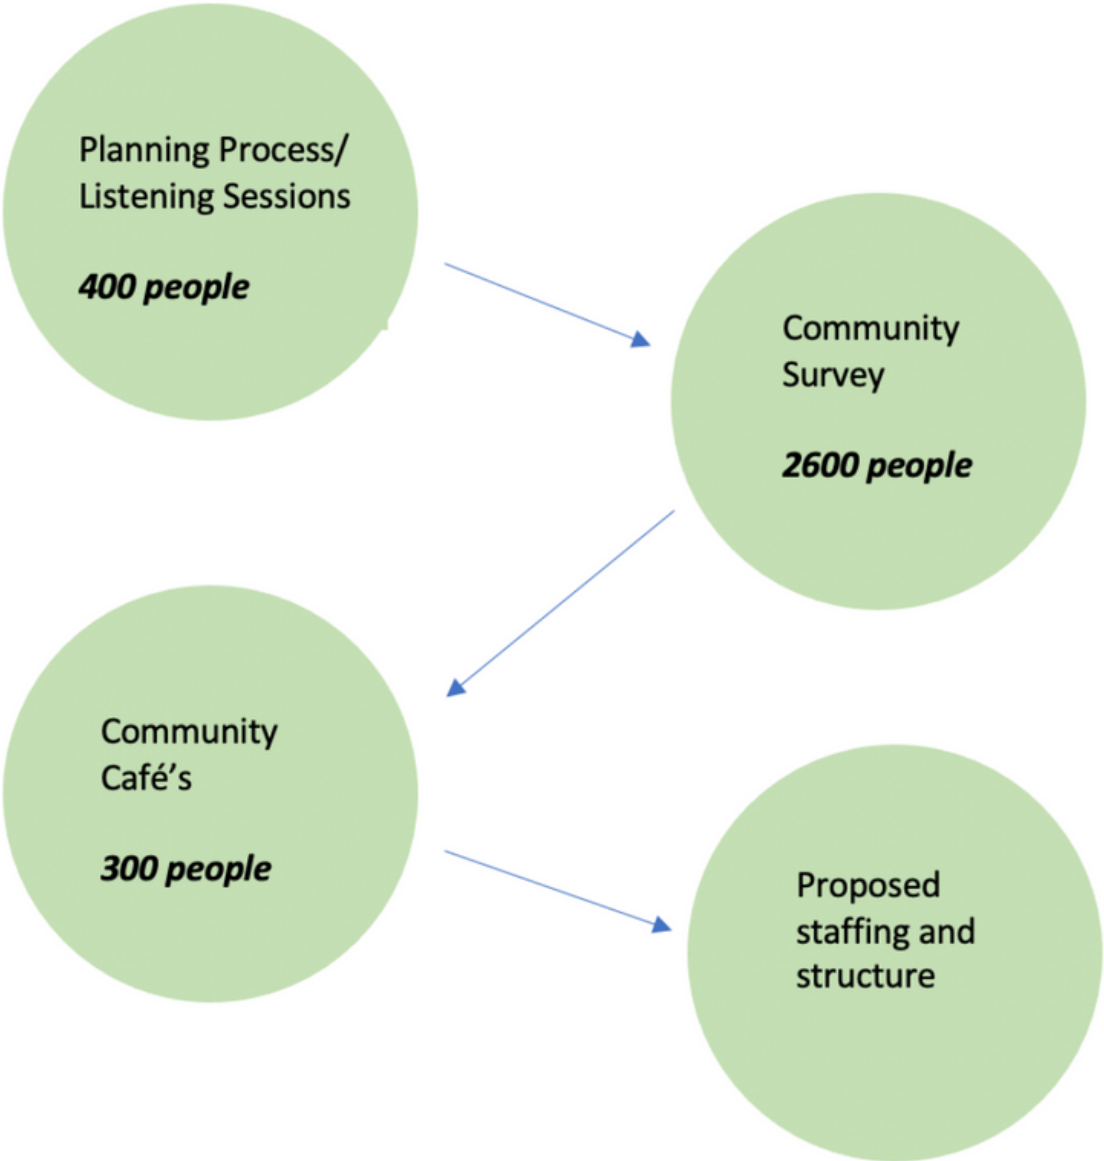 Planning Process/
Listening Sessions
400 people
Community
Survey
2600 people
Community
Café’s
300 people
Proposed
staffing and
structure